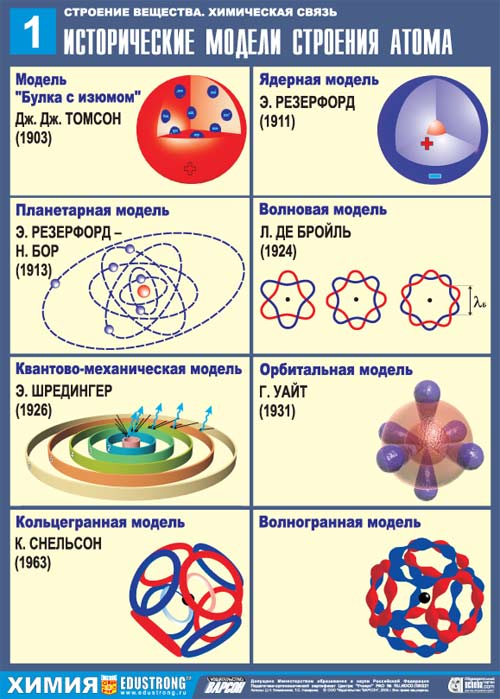 СТРОЕНИЕ ВЕЩЕСТВА. ХИМИЧЕСКАЯ СВЯЗЬ
1 ИСТОРИЧЕСКИЕ МОДЕЛИ СТРОЕНИЯ АТОМА
Модель
"Булка с изюмом"
Дж. Дж. ТОМСОН
(1903)
Ядерная модель
Э. РЕЗЕРФОРД
(1911)
+
–
Планетарная модель
Э. РЕЗЕРФОРД –
Н. БОР
(1913)
Волновая модель
Л. ДЕ БРОЙЛЬ
(1924)
λБ
Квантово-механическая модель
Э. ШРЕДИНГЕР
(1926)
Орбитальная модель
Г. УАЙТ
(1931)
Кольцегранная модель
К. СНЕЛЬСОН
(1963)
Волногранная модель
ХИМИЯ
EDUSTRONG
www.edustrong.ru
ВАРСОН